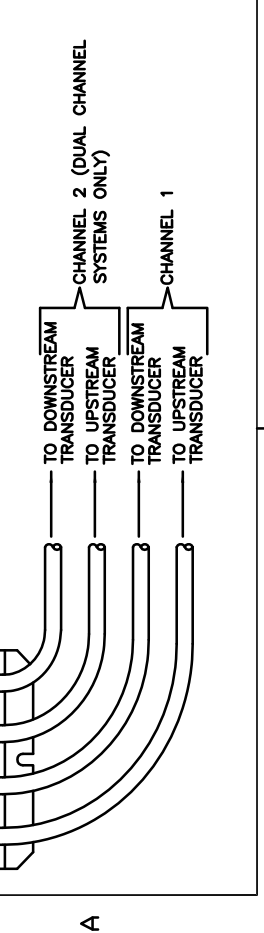 TO DOWNSTREAM
TRANSDUCER
TO UPSTREAM
TRANSDUCER
CHANNEL 2 (DUAL CHANNEL
SYSTEMS ONLY)
TO DOWNSTREAM
TRANSDUCER
TO UPSTREAM
TRANSDUCER
CHANNEL 1
A